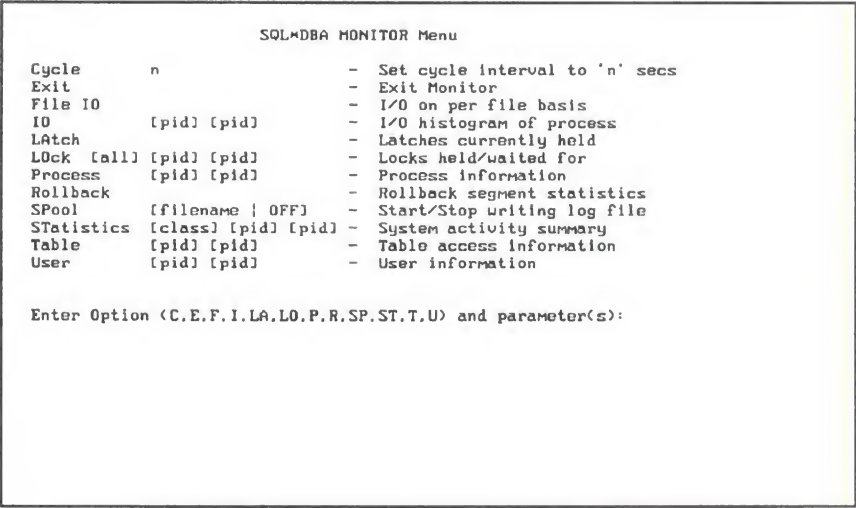 SQL*DBA MONITOR Menu
Cycle n - Set cycle interval to 'n' secs
Exit - Exit Monitor
File IO - I/O on per file basis
IO [pid] [pid] - I/O histogram of process
LAtch - Latches currently held
LOck [all] [pid] [pid] - Locks held/waited for
Process [pid] [pid] - Process information
Rollback - Rollback segment statistics
SPool [filename | OFF] - Start/Stop writing log file
STatistics [class] [pid] [pid] - System activity summary
Table [pid] [pid] - Table access information
User [pid] [pid] - User information
Enter Option (C,E,F,I,LA,LO,P,R,SP,ST,T,U) and parameter(s):